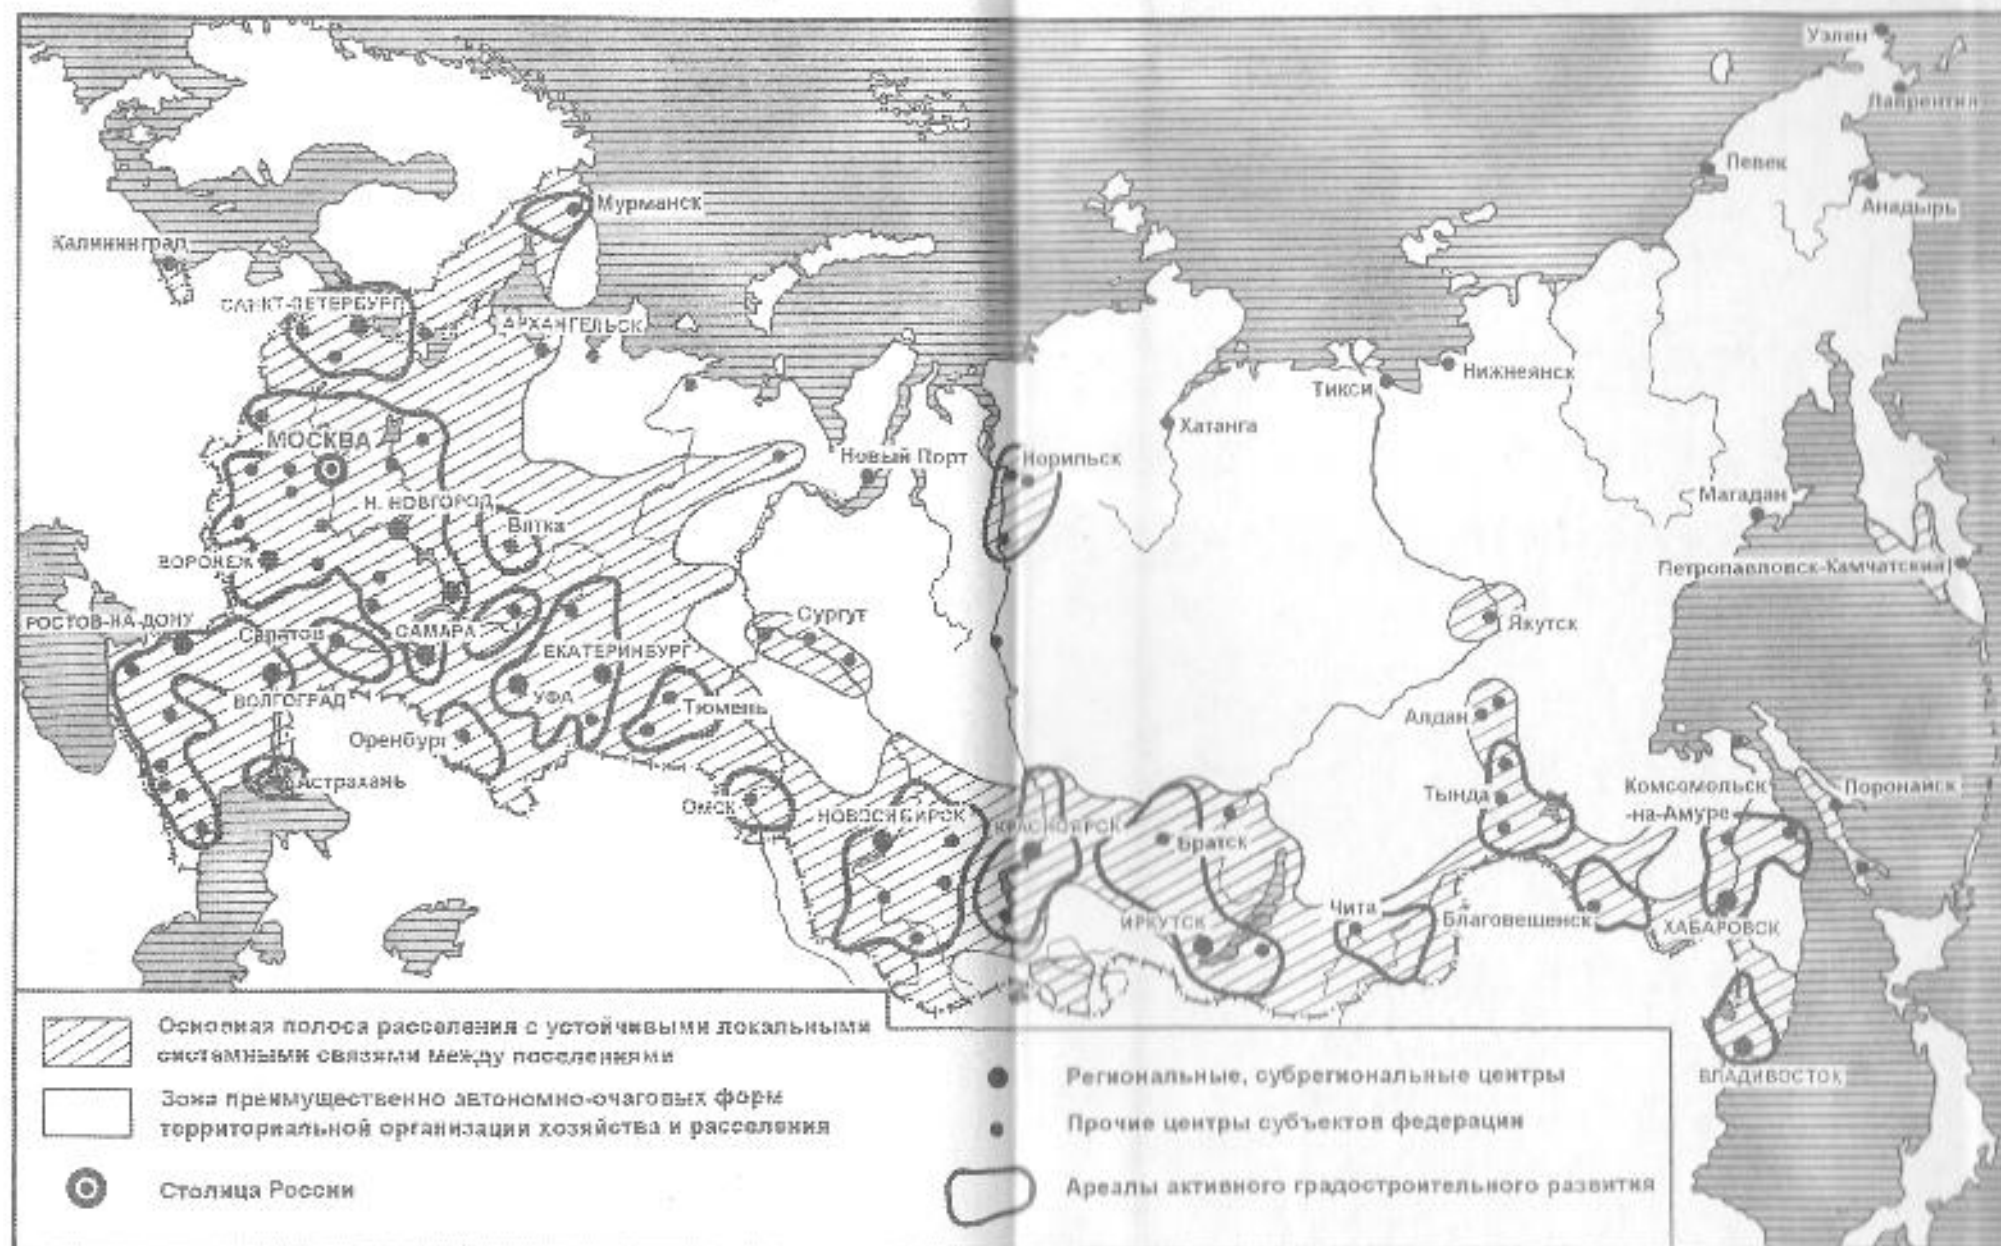 Уэлен
Лаврентия
Певек
Анадырь
Мурманск
Калининград
САНКТ-ПЕТЕРБУРГ
АРХАНГЕЛЬСК
Нижнеянск
Тикси
Хатанга
МОСКВА
Новый Порт
Норильск
Магадан
Н. НОВГОРОД
Вятка
ВОРОНЕЖ
Петропавловск-Камчатский
РОСТОВ-НА-ДОНУ
Саратов
САМАРА
Сургут
Якутск
ЕКАТЕРИНБУРГ
ВОЛГОГРАД
УФА
Тюмень
Алдан
Оренбург
Астрахань
Омск
НОВОСИБИРСК
КРАСНОЯРСК
Братск
Тында
Комсомольск
-на-Амуре
Поронайск
ИРКУТСК
Чита
Благовешенск
ХАБАРОВСК
ВЛАДИВОСТОК
Основная полоса расселения с устойчивыми локальными
системными связями между поселениями
Зона преимущественно автономно-очаговых форм
территориальной организации хозяйства и расселения
Столица России
Региональные, субрегиональные центры
Прочие центры субъектов федерации
Ареалы активного градостроительного развития